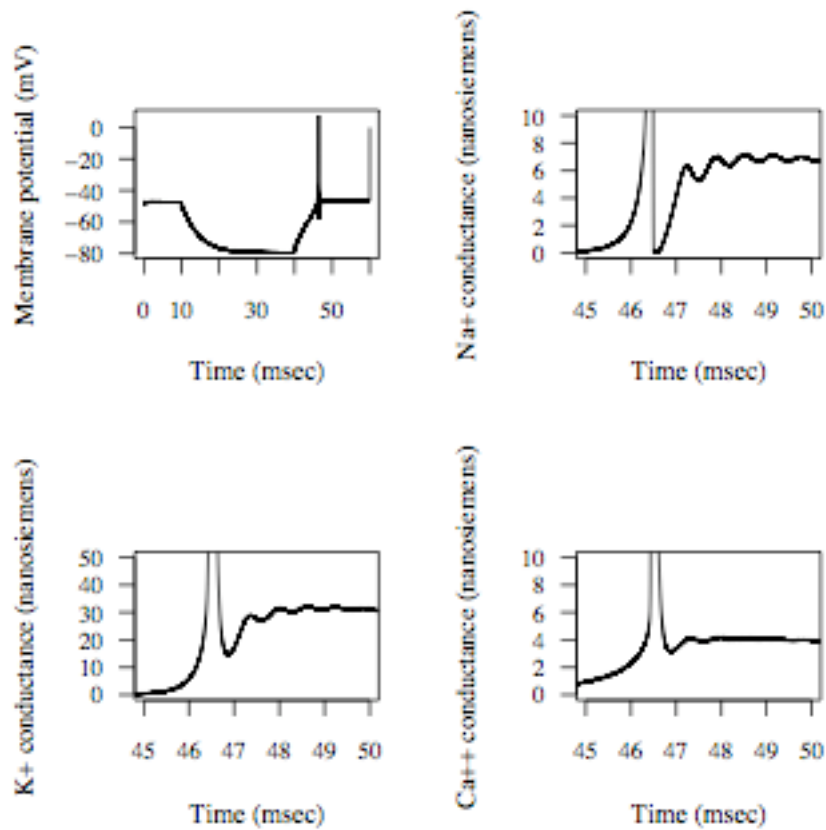 Membrane potential (mV)
0
−20
−40
−60
−80
0 10 30 50
Time (msec)
Na+ conductance (nanosiemens)
10
8
6
4
2
0
45 46 47 48 49 50
Time (msec)
K+ conductance (nanosiemens)
50
40
30
20
10
0
45 46 47 48 49 50
Time (msec)
Ca++ conductance (nanosiemens)
10
8
6
4
2
0
45 46 47 48 49 50
Time (msec)